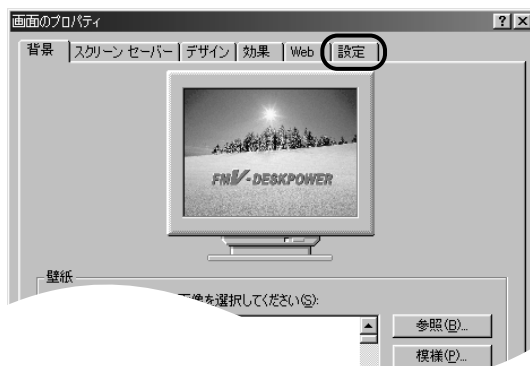 画面のプロパティ
背景 スクリーン セーバー デザイン 効果 Web 設定
FMV-DESKPOWER
壁紙
画像を選択してください(S):
参照(B)...
模様(P)...